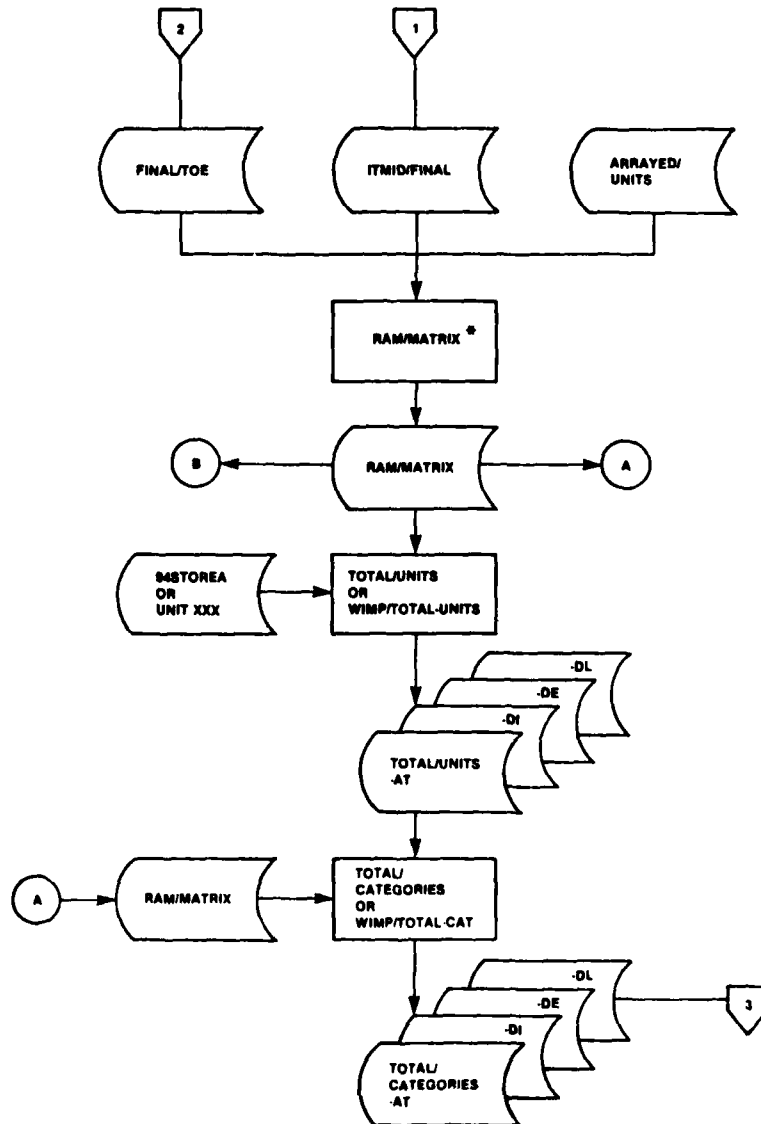 2
1
FINAL/TOE
ITMID/FINAL
ARRAYED/
UNITS
RAM/MATRIX *
B
RAM/MATRIX
A
94STOREA
OR
UNIT XXX
TOTAL/UNITS
OR
WIMP/TOTAL-UNITS
-DL
-DE
-DI
TOTAL/UNITS
-AT
A
RAM/MATRIX
TOTAL/
CATEGORIES
OR
WIMP/TOTAL-CAT
-DL
-DE
-DI
3
TOTAL/
CATEGORIES
-AT